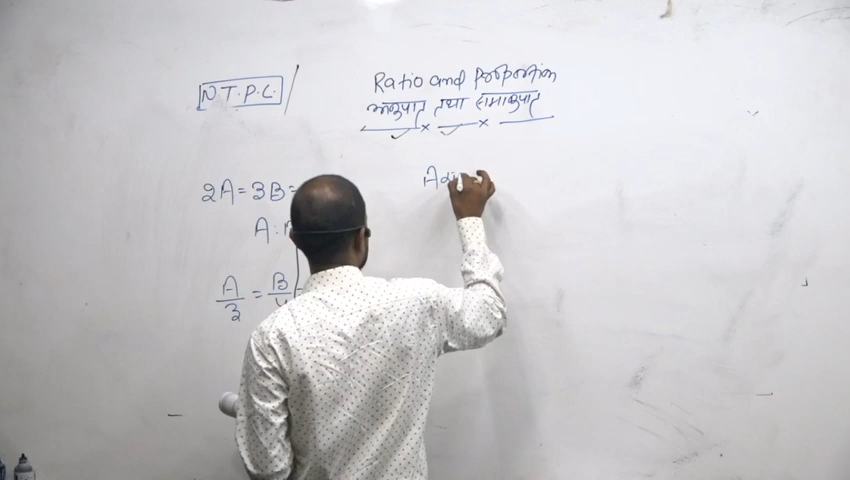 N.T.P.C.
Ratio and Proportion
अनुपात तथा समानुपात
2A = 3B =
A :
A/3 = B/4